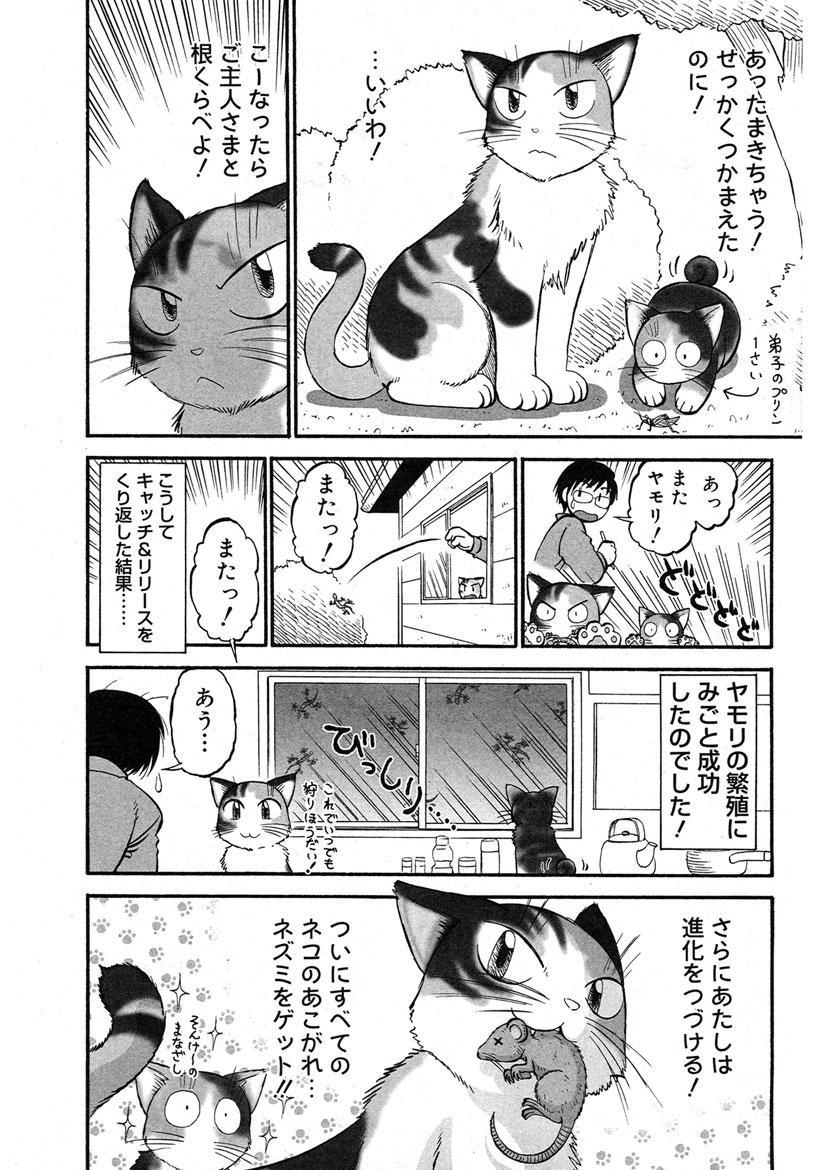 あったまきちゃう！
せっかくつかまえた
のに！
…いいわ！
弟子のプリン
一さい
こーなったら
ご主人さまと
根くらべよ！
あっ
また
ヤモリ！
どどどど
またっ！
またっ！
こうして
キャッチ&リリースを
くり返した結果……
ヤモリの繁殖に
みごと成功
したのでした！
びっしり……
これでいつでも
狩りほうだい！
あう…
さらにあたしは
進化をつづける！
ついにすべての
ネコのあこがれ…
ネズミをゲット!!
そんけーの
まなざし